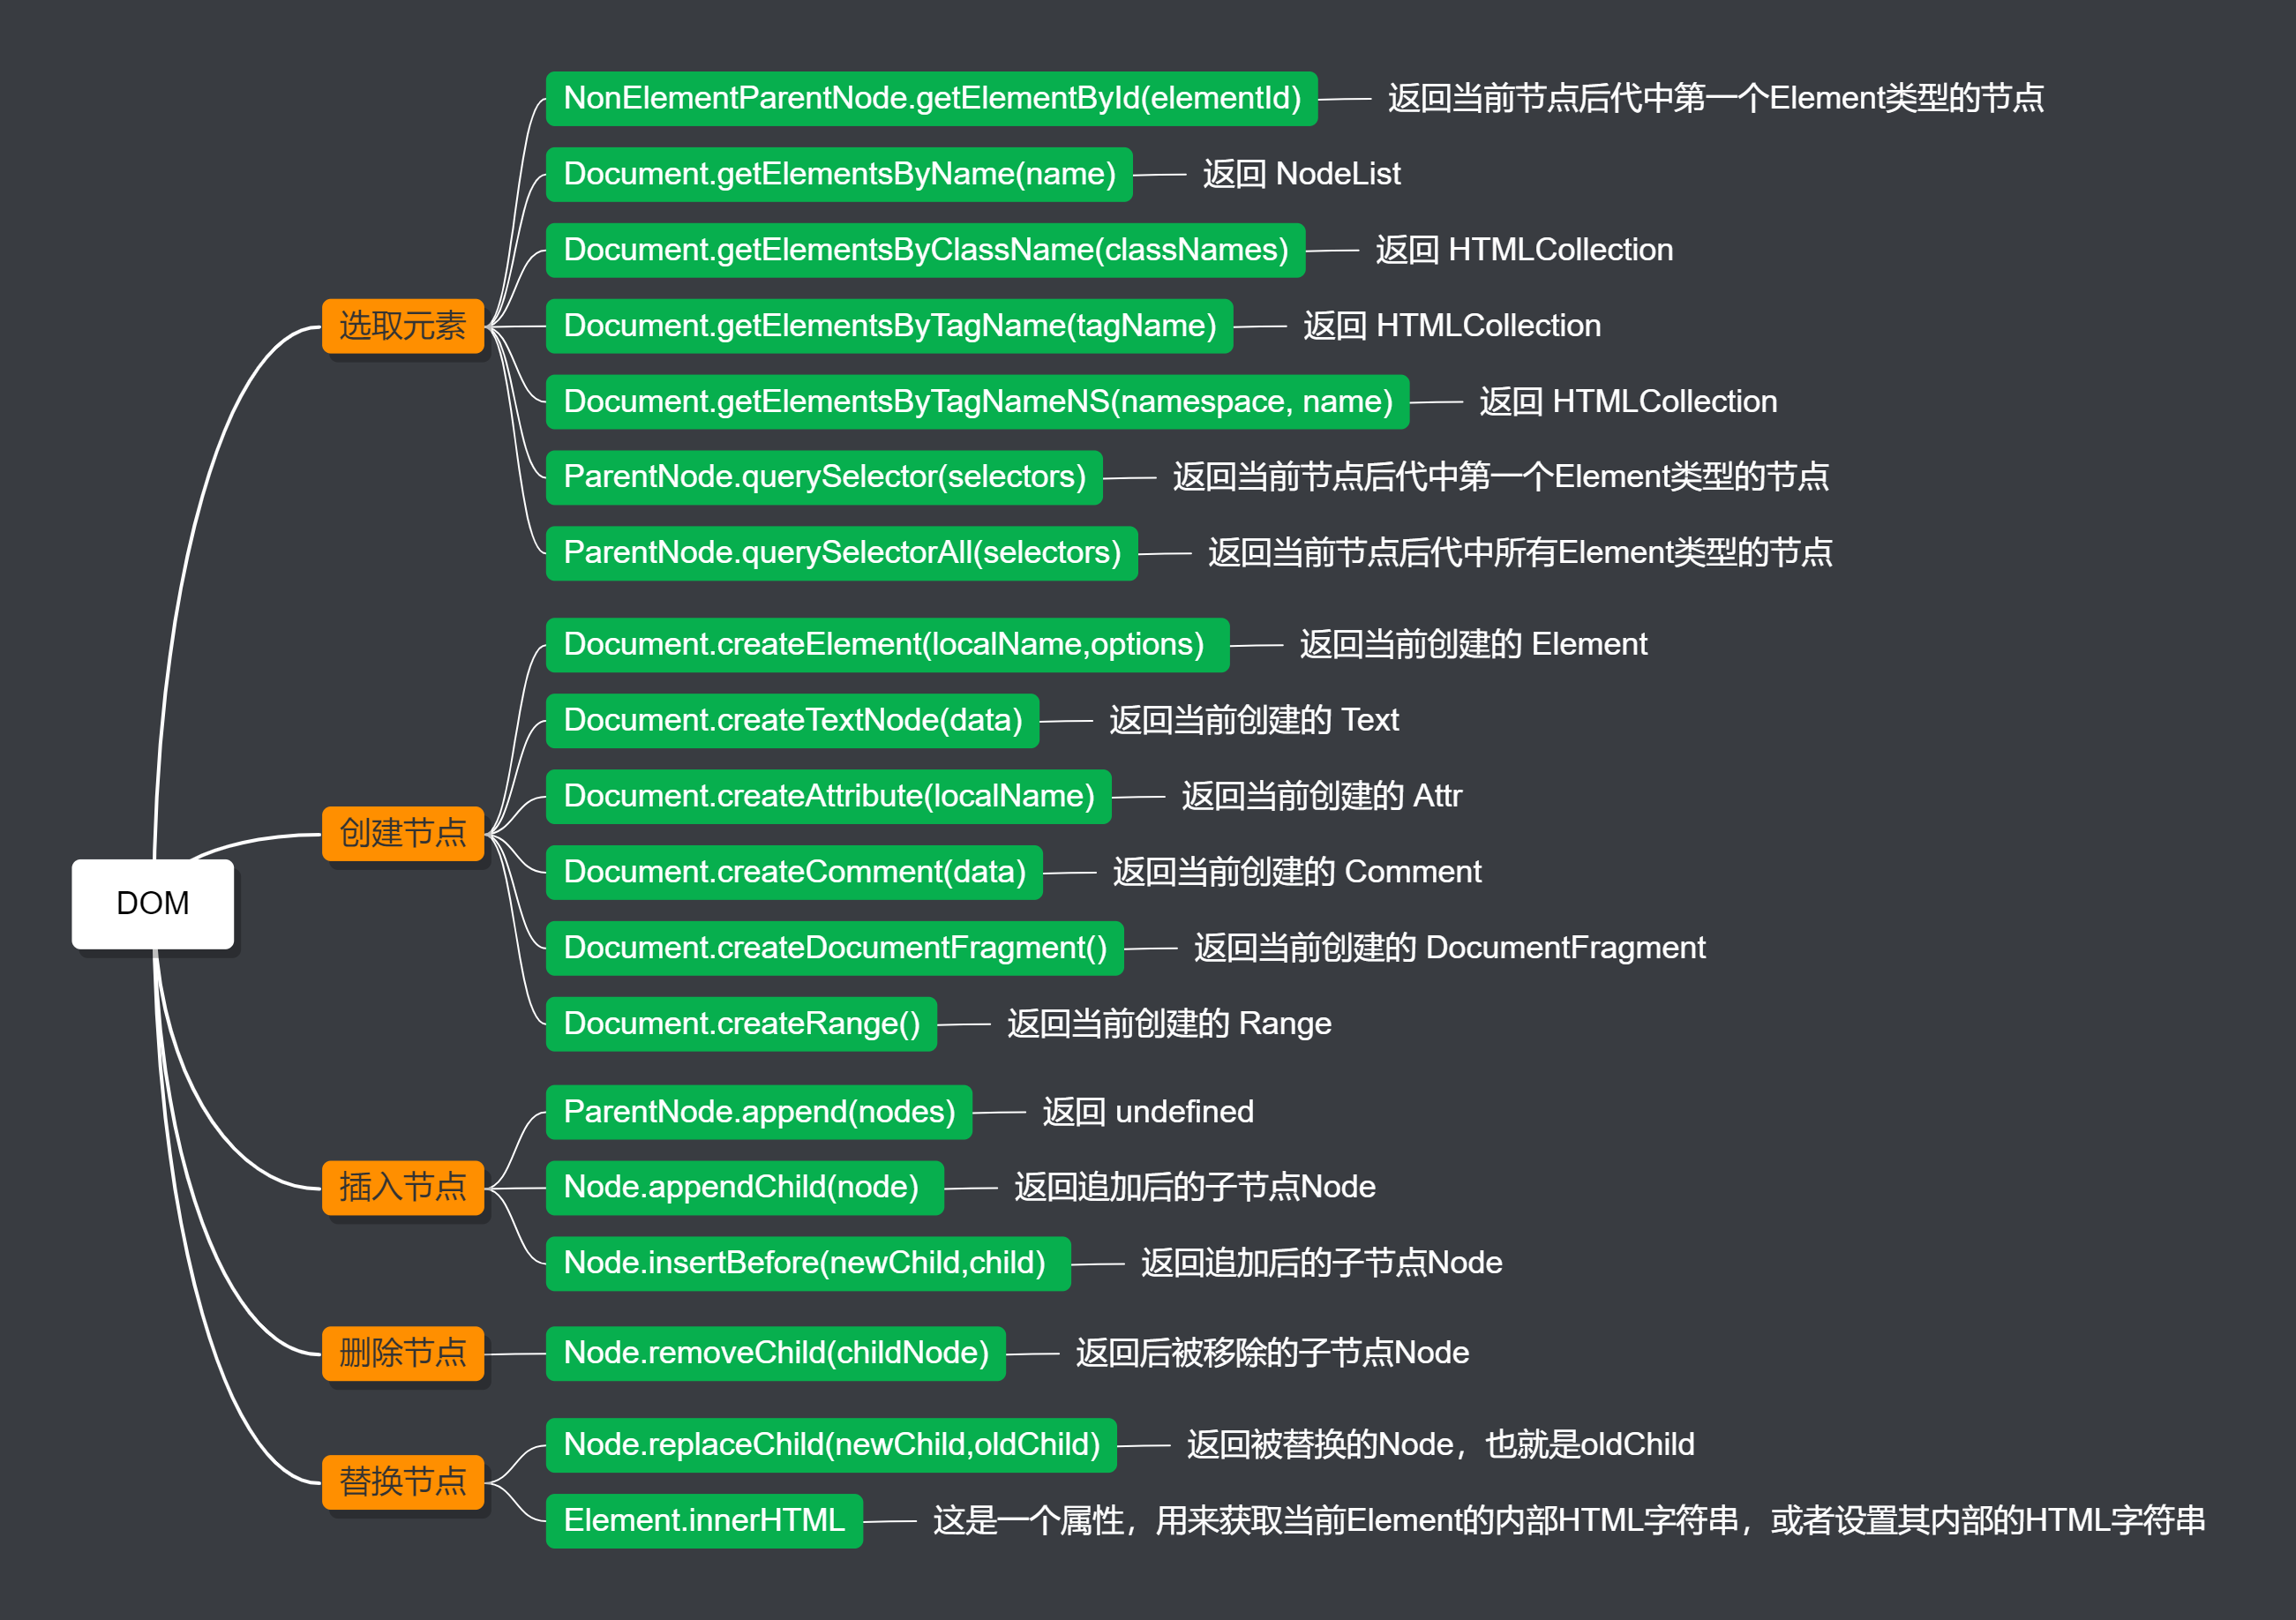 DOM
选取元素
NonElementParentNode.getElementById(elementId)
返回当前节点后代中第一个Element类型的节点
Document.getElementsByName(name)
返回 NodeList
Document.getElementsByClassName(classNames)
返回 HTMLCollection
Document.getElementsByTagName(tagName)
返回 HTMLCollection
Document.getElementsByTagNameNS(namespace, name)
返回 HTMLCollection
ParentNode.querySelector(selectors)
返回当前节点后代中第一个Element类型的节点
ParentNode.querySelectorAll(selectors)
返回当前节点后代中所有Element类型的节点
创建节点
Document.createElement(localName,options)
返回当前创建的 Element
Document.createTextNode(data)
返回当前创建的 Text
Document.createAttribute(localName)
返回当前创建的 Attr
Document.createComment(data)
返回当前创建的 Comment
Document.createDocumentFragment()
返回当前创建的 DocumentFragment
Document.createRange()
返回当前创建的 Range
插入节点
ParentNode.append(nodes)
返回 undefined
Node.appendChild(node)
返回追加后的子节点Node
Node.insertBefore(newChild,child)
返回追加后的子节点Node
删除节点
Node.removeChild(childNode)
返回后被移除的子节点Node
替换节点
Node.replaceChild(newChild,oldChild)
返回被替换的Node，也就是oldChild
Element.innerHTML
这是一个属性，用来获取当前Element的内部HTML字符串，或者设置其内部的HTML字符串